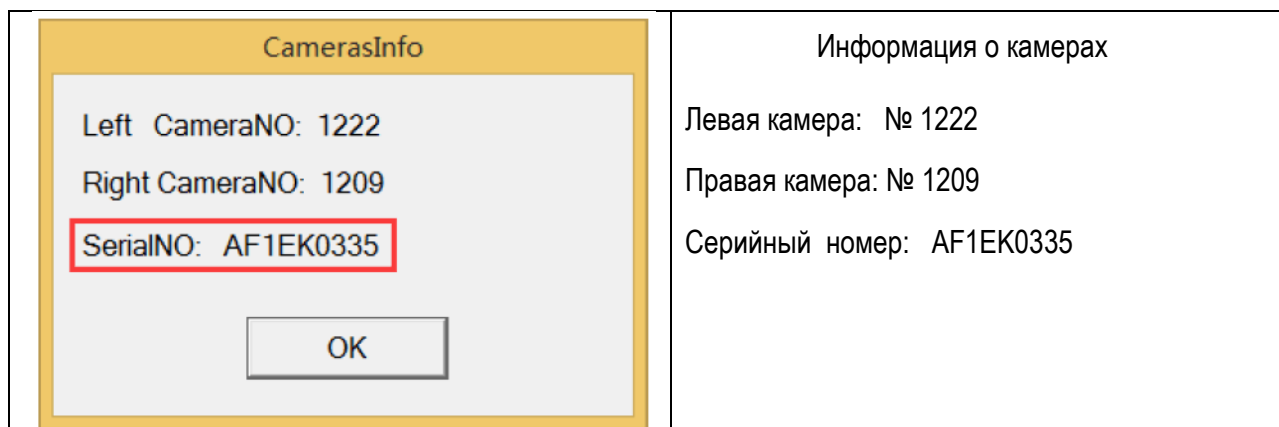 CamerasInfo
Left CameraNO: 1222
Right CameraNO: 1209
SerialNO: AF1EK0335
OK
Информация о камерах
Левая камера: № 1222
Правая камера: № 1209
Серийный номер: AF1EK0335